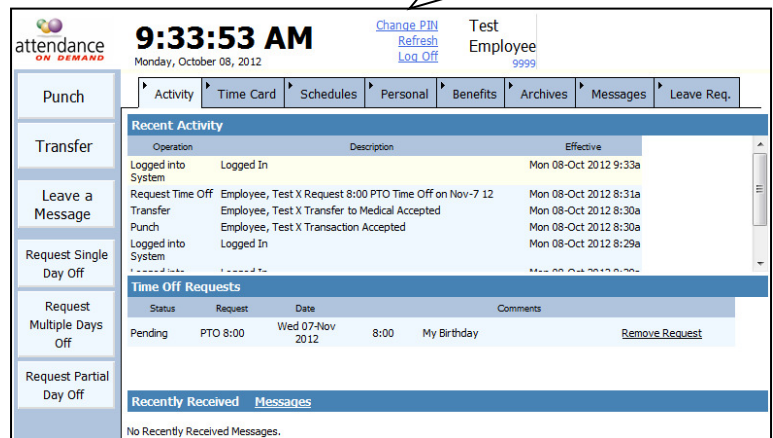 attendance
ON DEMAND
9:33:53 AM
Monday, October 08, 2012
Change PIN
Refresh
Log Off
Test
Employee
9999
Punch
Transfer
Leave a
Message
Request Single
Day Off
Request
Multiple Days
Off
Request Partial
Day Off
Activity Time Card Schedules Personal Benefits Archives Messages Leave Req.
Recent Activity
Operation Description Effective
Logged into Logged In Mon 08-Oct 2012 9:33a
System
Request Time Off Employee, Test X Request 8:00 PTO Time Off on Nov-7 12 Mon 08-Oct 2012 8:31a
Transfer Employee, Test X Transfer to Medical Accepted Mon 08-Oct 2012 8:30a
Punch Employee, Test X Transaction Accepted Mon 08-Oct 2012 8:30a
Logged into Logged In Mon 08-Oct 2012 8:29a
System
Time Off Requests
Status Request Date Comments
Pending PTO 8:00 Wed 07-Nov 8:00 My Birthday Remove Request
2012
Recently Received Messages
No Recently Received Messages.